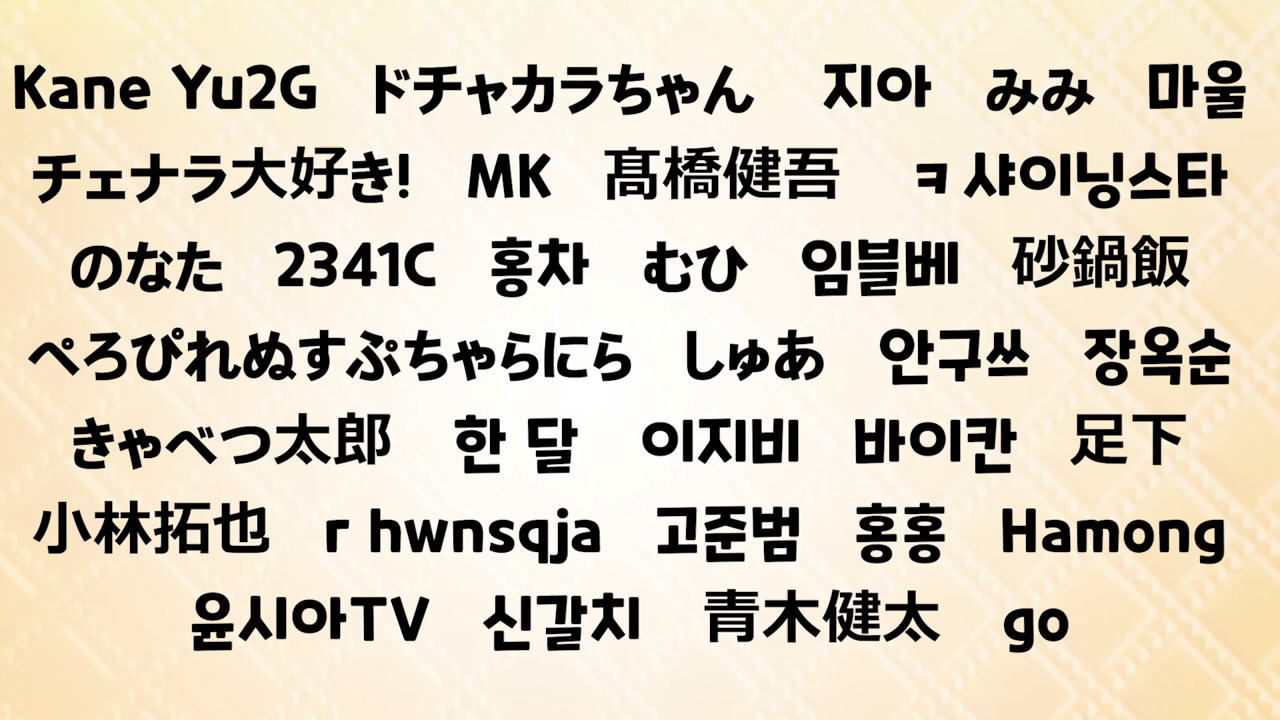 Kane Yu2G ドチャカラちゃん 지아 みみ 마울
チェナラ大好き! MK 髙橋健吾 ㅋ 샤이닝스타
のなた 2341C 홍차 むひ 임블베 砂鍋飯
ぺろぴれぬすぷちゃらにら しゅあ 안구쓰 장옥순
きゃべつ太郎 한 달 이지비 바이칸 足下
小林拓也 r hwnsqja 고준범 홍홍 Hamong
윤시아TV 신갈치 青木健太 go